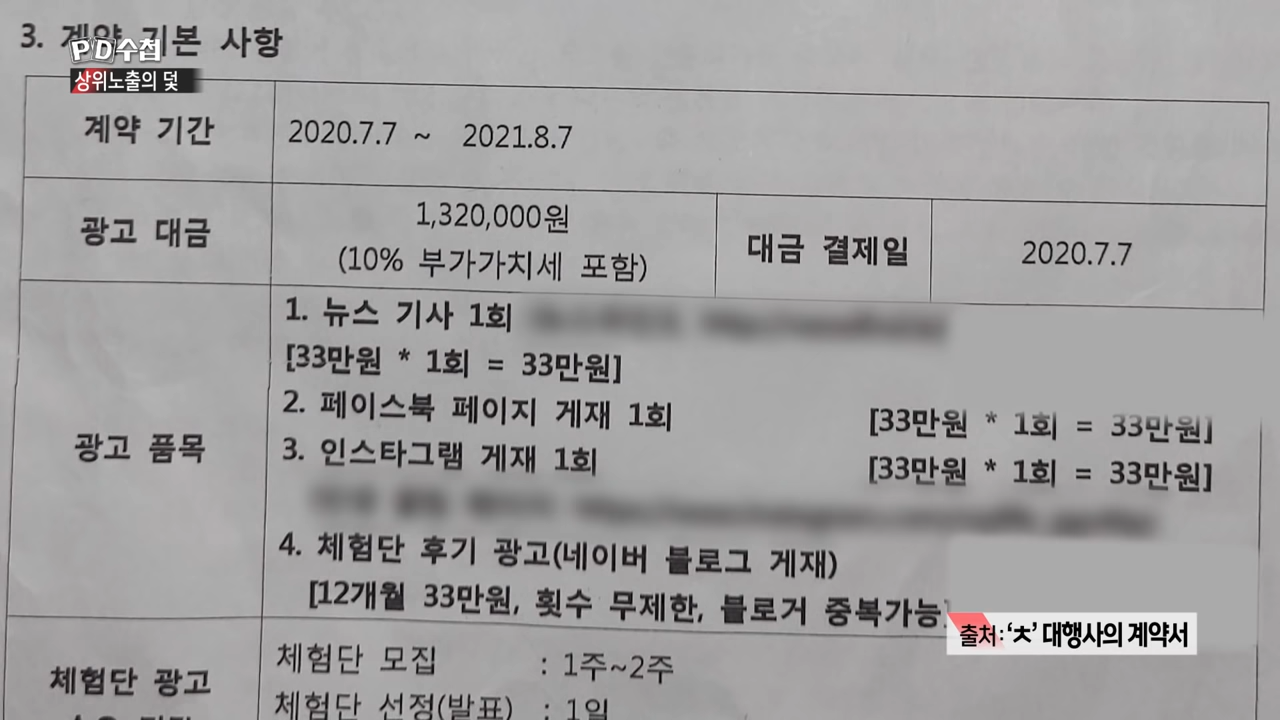 3. 계약 기본 사항
PD수첩
상위노출의 덫
계약 기간
2020.7.7 ~ 2021.8.7
광고 대금
1,320,000원
(10% 부가가치세 포함)
대금 결제일
2020.7.7
광고 품목
1. 뉴스 기사 1회
[33만원 * 1회 = 33만원]
2. 페이스북 페이지 게재 1회 [33만원 * 1회 = 33만원]
3. 인스타그램 게재 1회 [33만원 * 1회 = 33만원]
4. 체험단 후기 광고(네이버 블로그 게재)
[12개월 33만원, 횟수 무제한, 블로거 중복가능]
출처: 'ㅊ' 대행사의 계약서
체험단 광고
체험단 모집 : 1주~2주
체험단 선정(발표) : 1일